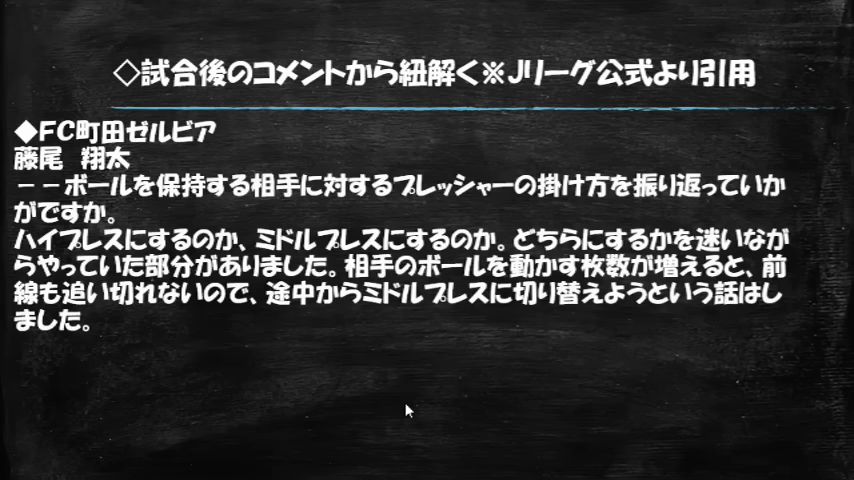 ◇試合後のコメントから紐解く※Jリーグ公式より引用
◆FC町田ゼルビア
藤尾　翔太
－－ボールを保持する相手に対するプレッシャーの掛け方を振り返っていか
がですか。
ハイプレスにするのか、ミドルプレスにするのか。どちらにするかを迷いなが
らやっていた部分がありました。相手のボールを動かす枚数が増えると、前
線も追い切れないので、途中からミドルプレスに切り替えようという話はし
ました。